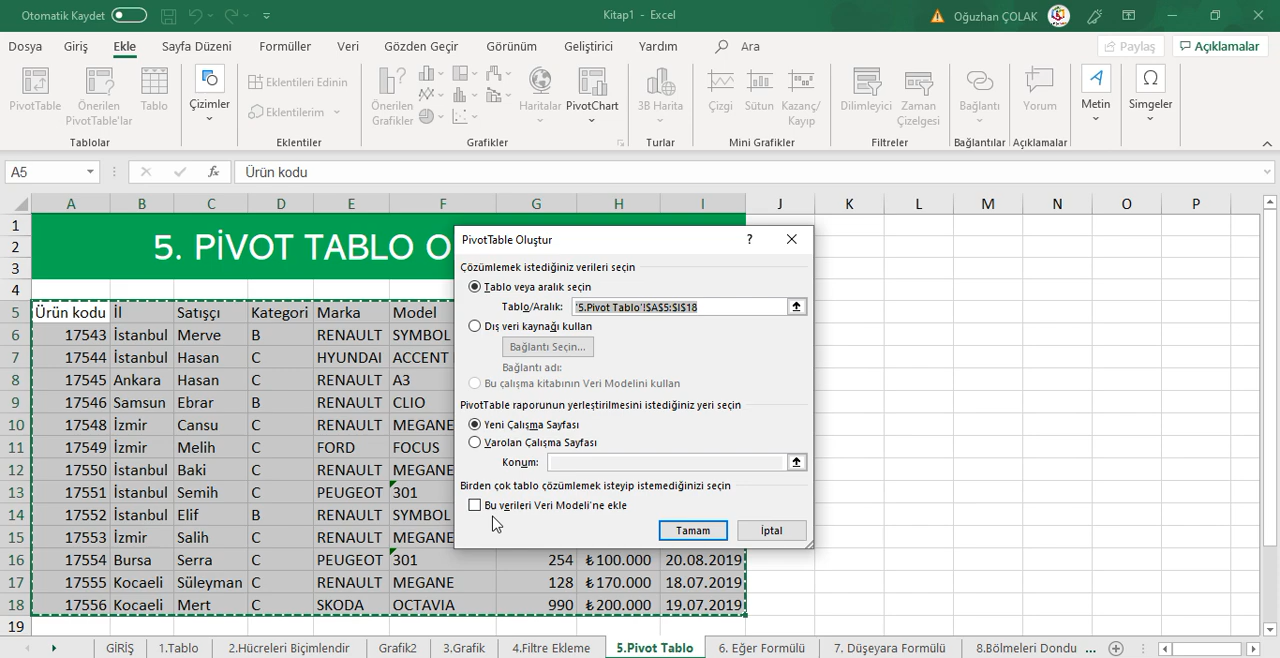 Otomatik Kaydet
Kitap1 - Excel
Oğuzhan ÇOLAK
Dosya Giriş Ekle Sayfa Düzeni Formüller Veri Gözden Geçir Görünüm Geliştirici Yardım Ara
Paylaş Açıklamalar
PivotTable
Önerilen PivotTable'lar
Tablo
Çizimler
Eklentileri Edinin
Eklentilerim
Önerilen Grafikler
Haritalar
PivotChart
3B Harita
Çizgi
Sütun
Kazanç/Kayıp
Dilimleyici
Zaman Çizelgesi
Bağlantı
Yorum
Metin
Simgeler
Tablolar Eklentiler Grafikler Turlar Mini Grafikler Filtreler Bağlantılar Açıklamalar
A5 fx Ürün kodu
A B C D E F G H I J K L M N O P
1
2 5. PİVOT TABLO O
3
4
5 Ürün kodu İl Satışçı Kategori Marka Model
6 17543 İstanbul Merve B RENAULT SYMBOL
7 17544 İstanbul Hasan C HYUNDAI ACCENT
8 17545 Ankara Hasan C RENAULT A3
9 17546 Samsun Ebrar B RENAULT CLIO
10 17548 İzmir Cansu C RENAULT MEGANE
11 17549 İzmir Melih C FORD FOCUS
12 17550 İstanbul Baki C RENAULT MEGANE
13 17551 İstanbul Semih C PEUGEOT 301
14 17552 İstanbul Elif B RENAULT SYMBOL
15 17553 İzmir Salih C RENAULT MEGANE
16 17554 Bursa Serra C PEUGEOT 301 254 ₺100.000 20.08.2019
17 17555 Kocaeli Süleyman C RENAULT MEGANE 128 ₺170.000 18.07.2019
18 17556 Kocaeli Mert C SKODA OCTAVIA 990 ₺200.000 19.07.2019
19
PivotTable Oluştur ?
Çözümlemek istediğiniz verileri seçin
Tablo veya aralık seçin
Tablo/Aralık: '5.Pivot Tablo'!$A$5:$I$18
Dış veri kaynağı kullan
Bağlantı Seçin...
Bağlantı adı:
Bu çalışma kitabının Veri Modelini kullan
PivotTable raporunun yerleştirilmesini istediğiniz yeri seçin
Yeni Çalışma Sayfası
Varolan Çalışma Sayfası
Konum:
Birden çok tablo çözümlemek isteyip istemediğinizi seçin
Bu verileri Veri Modeli'ne ekle
Tamam İptal
GİRİŞ 1.Tablo 2.Hücreleri Biçimlendir Grafik2 3.Grafik 4.Filtre Ekleme 5.Pivot Tablo 6. Eğer Formülü 7. Düşeyara Formülü 8.Bölmeleri Dondu ...